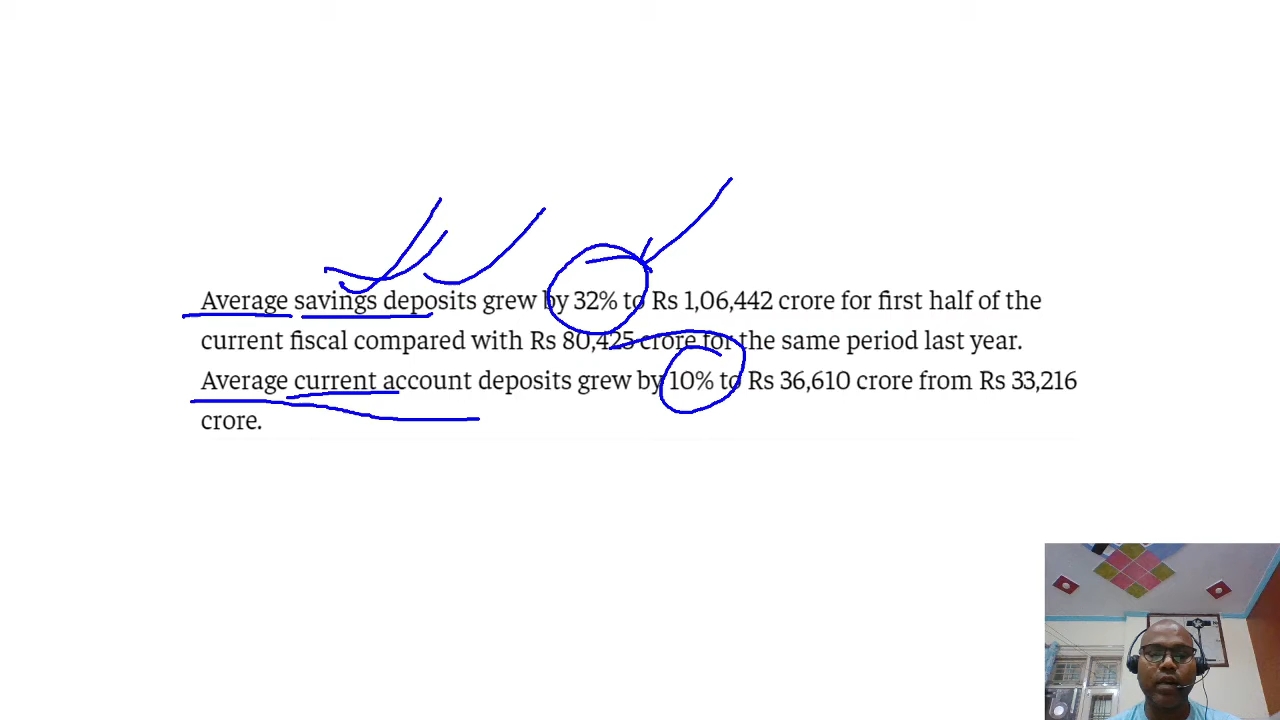 Average savings deposits grew by 32% to Rs 1,06,442 crore for first half of the
current fiscal compared with Rs 80,425 crore for the same period last year.
Average current account deposits grew by 10% to Rs 36,610 crore from Rs 33,216
crore.